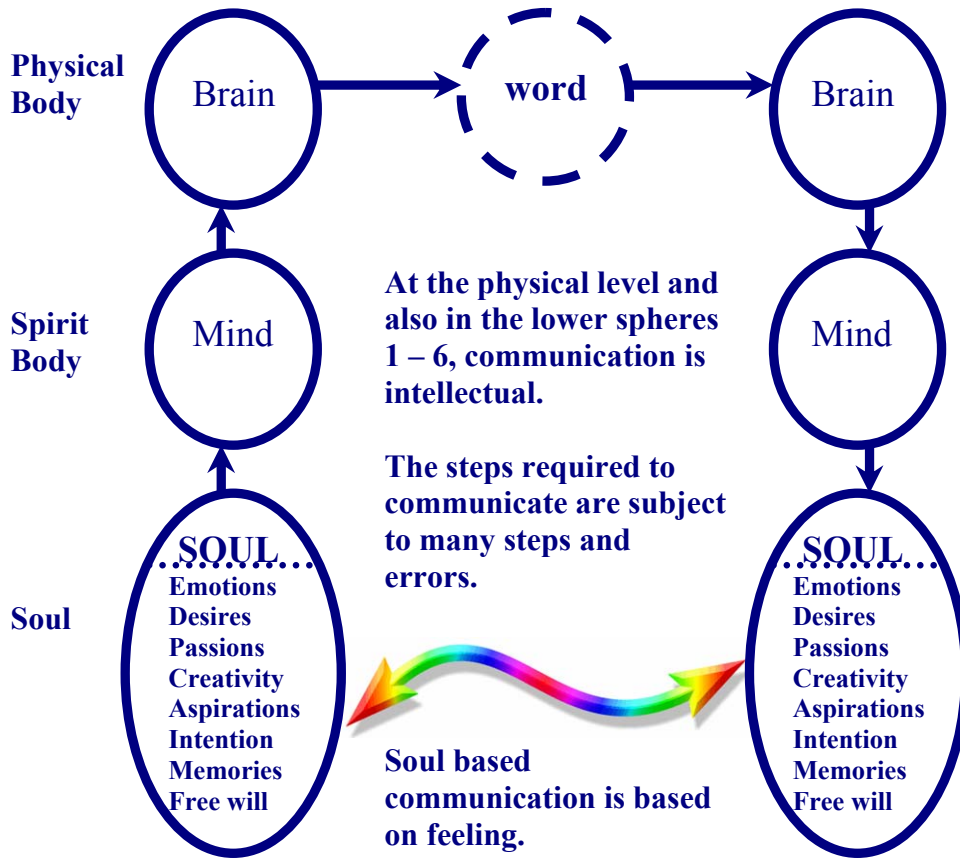 Physical
Body
Brain
word
Brain
Spirit
Body
Mind
At the physical level and
also in the lower spheres
1 – 6, communication is
intellectual.
Mind
The steps required to
communicate are subject
to many steps and
errors.
Soul
SOUL
Emotions
Desires
Passions
Creativity
Aspirations
Intention
Memories
Free will
SOUL
Emotions
Desires
Passions
Creativity
Aspirations
Intention
Memories
Free will
Soul based
communication is based
on feeling.